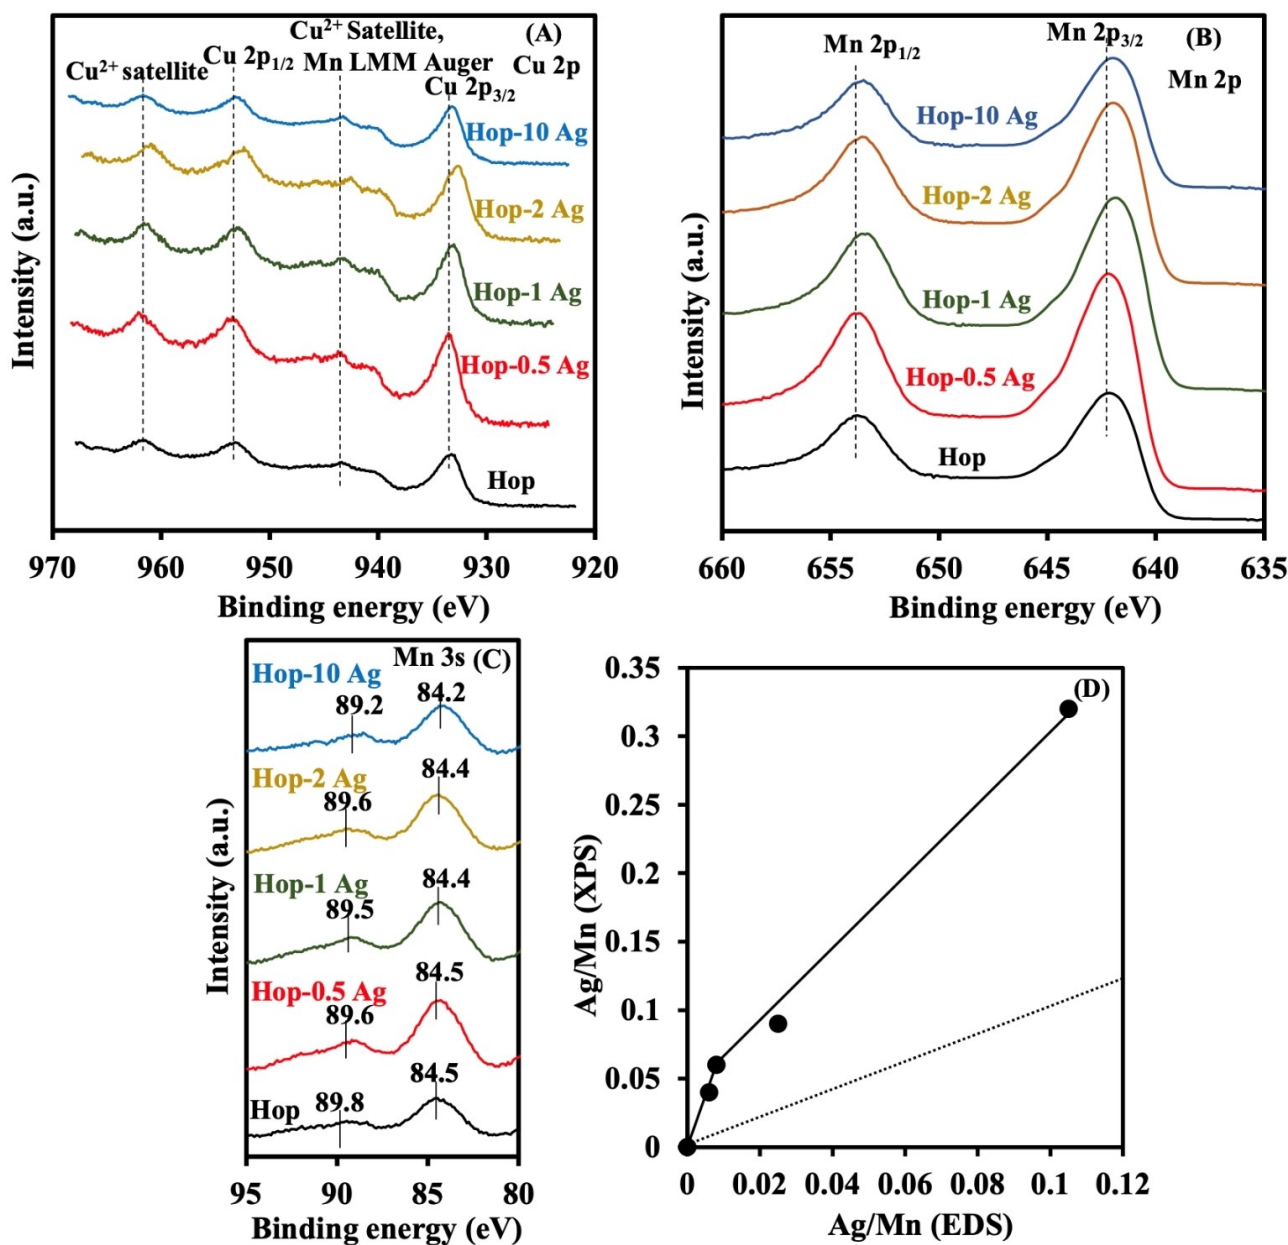 Cu²⁺ Satellite, (A)
Cu²⁺ satellite Cu 2p₁/₂ Mn LMM Auger Cu 2p
Cu 2p₃/₂
Hop-10 Ag
Hop-2 Ag
Hop-1 Ag
Hop-0.5 Ag
Hop
Intensity (a.u.)
970 960 950 940 930 920
Binding energy (eV)
Mn 2p₁/₂ Mn 2p₃/₂ (B)
Mn 2p
Hop-10 Ag
Hop-2 Ag
Hop-1 Ag
Hop-0.5 Ag
Hop
Intensity (a.u.)
660 654 650 645 640 635
Binding energy (eV)
Mn 3s (C)
Hop-10 Ag
89.2 84.2
Hop-2 Ag
89.6 84.4
Hop-1 Ag
89.5 84.4
Hop-0.5 Ag
89.6 84.5
Hop
89.8 84.5
Intensity (a.u.)
95 90 85 80
Binding energy (eV)
(D)
0.35
0.3
0.25
0.2
0.15
0.1
0.05
0
Ag/Mn (XPS)
0 0.02 0.04 0.06 0.08 0.1 0.12
Ag/Mn (EDS)